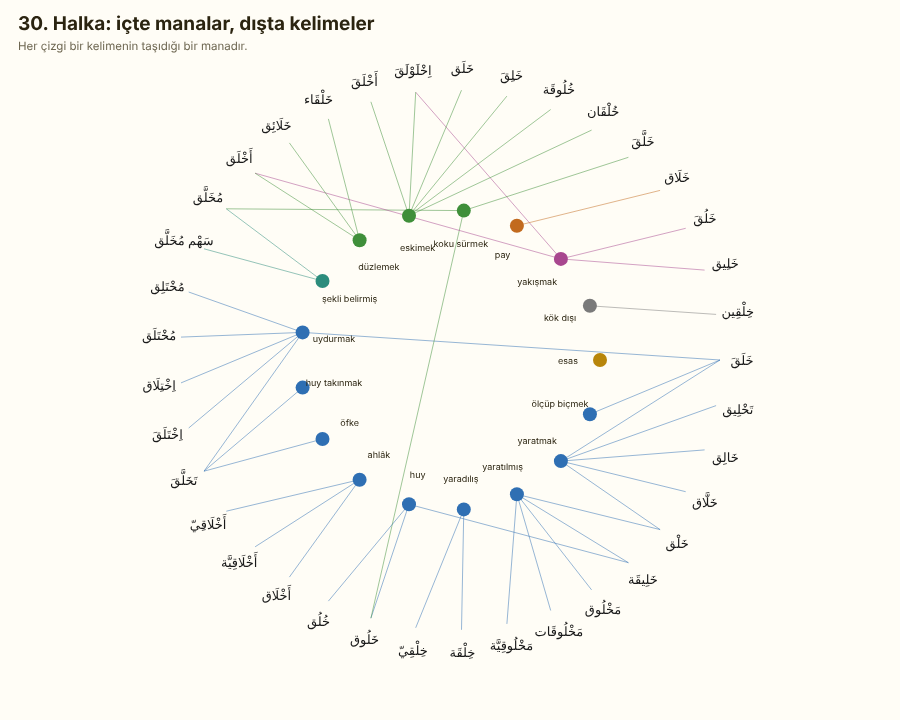 30. Halka: içte manalar, dışta kelimeler
Her çizgi bir kelimenin taşıdığı bir manadır.
اِخْلَوْلَقَ
خَلَق
خَلِقَ
خُلُوقَة
خُلْقَان
خَلَّقَ
خَلَاق
خَلُقَ
خَلِيق
خِلْقِين
خَلَقَ
تَخْلِيق
خَالِق
خَلَّاق
خَلْق
خَلِيقَة
مَخْلُوق
مَخْلُوقَات
مَخْلُوقِيَّة
خِلْقَة
خِلْقِيّ
خَلُوق
خُلُق
أَخْلَاق
أَخْلَاقِيَّة
أَخْلَاقِيّ
تَخَلَّقَ
اِخْتَلَقَ
اِخْتِلَاق
مُخْتَلَق
مُخْتَلِق
سَهْم مُخَلَّق
مُخَلَّق
أَخْلَق
خَلَائِق
خَلْقَاء
أَخْلَقَ
eskimek
koku sürmek
pay
yakışmak
kök dışı
esas
ölçüp biçmek
yaratmak
yaratılmış
yaradılış
huy
ahlâk
öfke
huy takınmak
uydurmak
şekli belirmiş
düzlemek